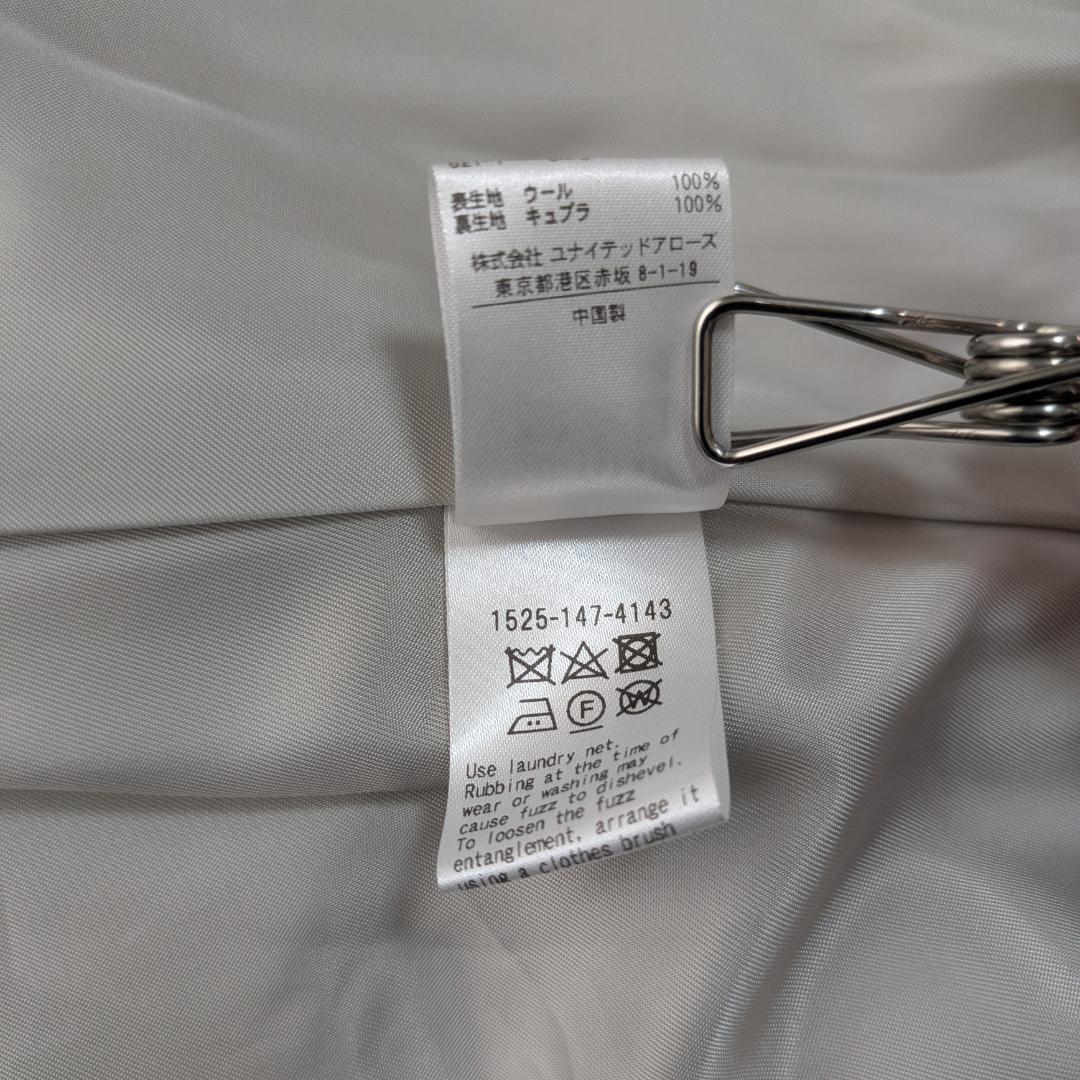 表生地 ウール 100%
裏生地 キュプラ 100%
株式会社 ユナイテッドアローズ
東京都港区赤坂 8-1-19
中国製
1525-147-4143
F W
Use laundry net.
Rubbing at the time of
wear or washing may
cause fuzz to dishevel.
To loosen the fuzz
entanglement, arrange it
using a clothes brush